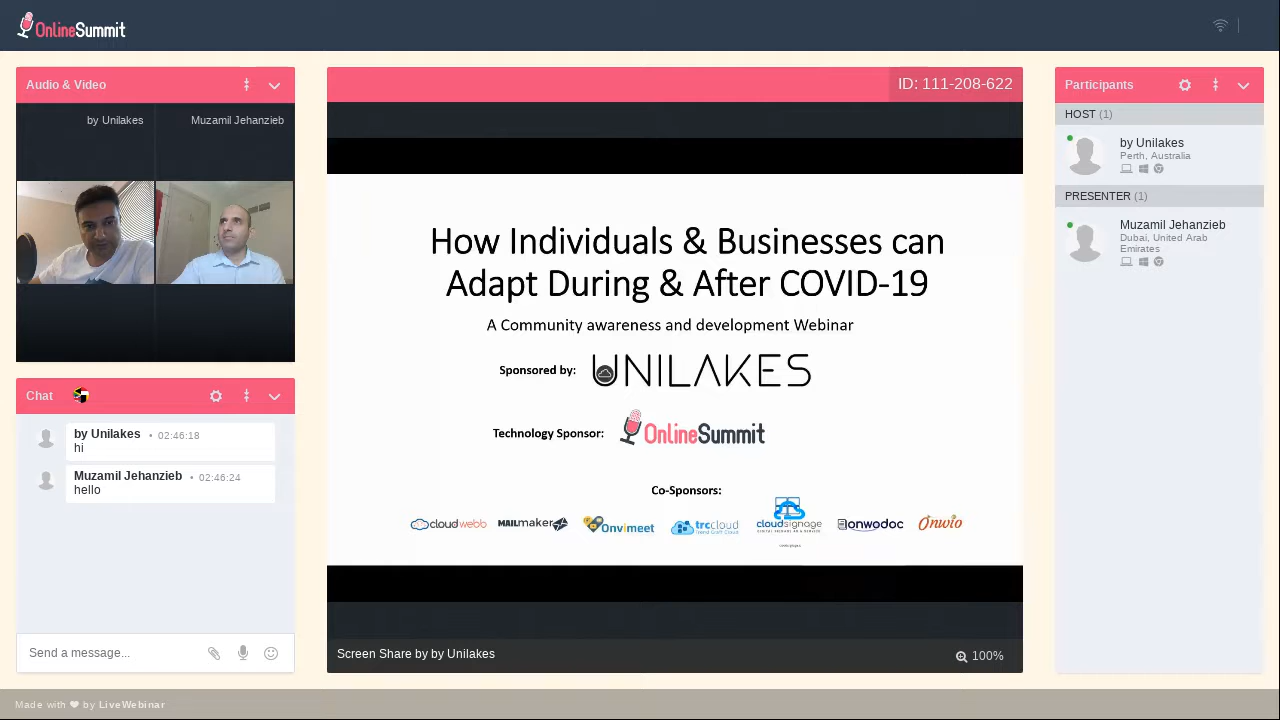 OnlineSummit
Audio & Video
by Unilakes
Muzamil Jehanzieb
Chat
by Unilakes • 02:46:18
hi
Muzamil Jehanzieb • 02:46:24
hello
Send a message...
ID: 111-208-622
How Individuals & Businesses can
Adapt During & After COVID-19
A Community awareness and development Webinar
Sponsored by: UNILAKES
Technology Sponsor: OnlineSummit
Co-Sponsors:
cloudwebb
MAILmaker
Onvimeet
trccloud
cloudsignage
onwodoc
Onwio
Screen Share by by Unilakes
100%
Participants
HOST (1)
by Unilakes
Perth, Australia
PRESENTER (1)
Muzamil Jehanzieb
Dubai, United Arab
Emirates
Made with ❤ by LiveWebinar